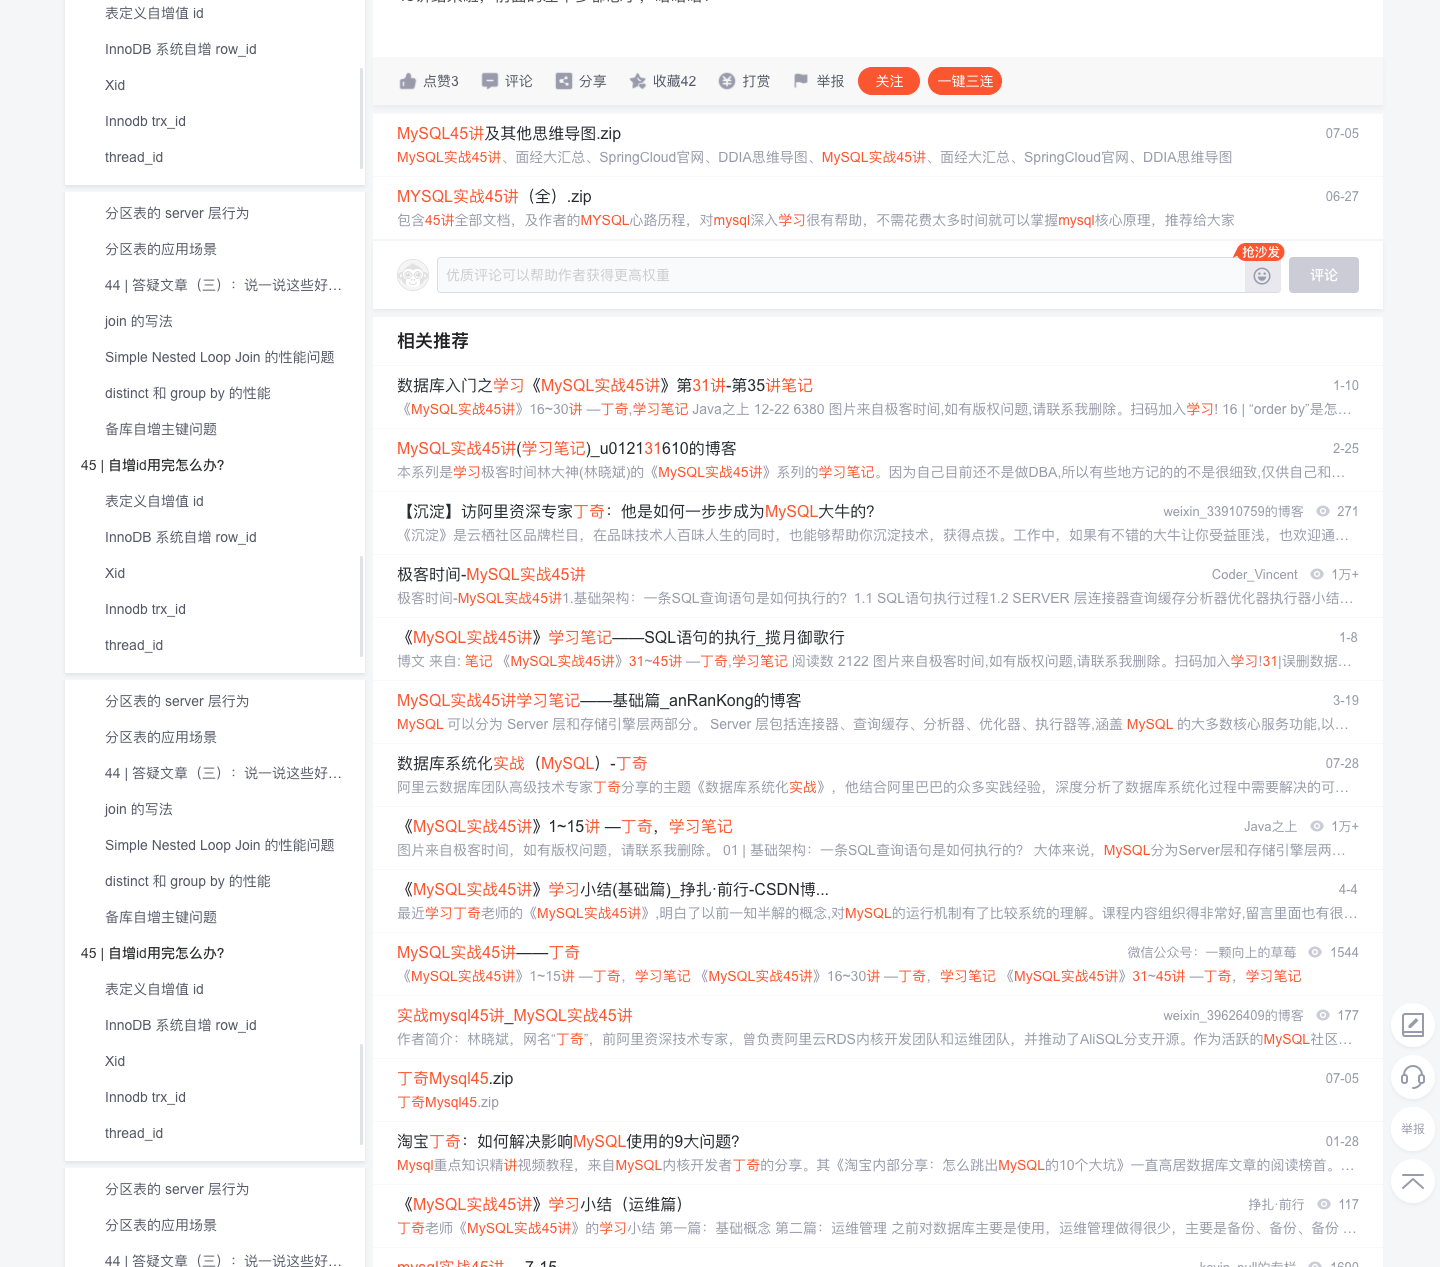 表定义自增值 id
InnoDB 系统自增 row_id
Xid
Innodb trx_id
thread_id
分区表的 server 层行为
分区表的应用场景
44 | 答疑文章（三）：说一说这些好…
join 的写法
Simple Nested Loop Join 的性能问题
distinct 和 group by 的性能
备库自增主键问题
45 | 自增id用完怎么办?
表定义自增值 id
InnoDB 系统自增 row_id
Xid
Innodb trx_id
thread_id
分区表的 server 层行为
分区表的应用场景
44 | 答疑文章（三）：说一说这些好…
join 的写法
Simple Nested Loop Join 的性能问题
distinct 和 group by 的性能
备库自增主键问题
45 | 自增id用完怎么办?
表定义自增值 id
InnoDB 系统自增 row_id
Xid
Innodb trx_id
thread_id
分区表的 server 层行为
分区表的应用场景
44 | 答疑文章（三）：说一说这些好…
点赞3 评论 分享 收藏42 打赏 举报 关注 一键三连
MySQL45讲及其他思维导图.zip 07-05
MySQL实战45讲、面经大汇总、SpringCloud官网、DDIA思维导图、MySQL实战45讲、面经大汇总、SpringCloud官网、DDIA思维导图
MYSQL实战45讲（全）.zip 06-27
包含45讲全部文档，及作者的MYSQL心路历程，对mysql深入学习很有帮助，不需花费太多时间就可以掌握mysql核心原理，推荐给大家
抢沙发
优质评论可以帮助作者获得更高权重 评论
相关推荐
数据库入门之学习《MySQL实战45讲》第31讲-第35讲笔记 1-10
《MySQL实战45讲》16~30讲 —丁奇,学习笔记 Java之上 12-22 6380 图片来自极客时间,如有版权问题,请联系我删除。扫码加入学习! 16 | “order by”是怎…
MySQL实战45讲(学习笔记)_u012131610的博客 2-25
本系列是学习极客时间林大神(林晓斌)的《MySQL实战45讲》系列的学习笔记。因为自己目前还不是做DBA,所以有些地方记的的不是很细致,仅供自己和…
【沉淀】访阿里资深专家丁奇：他是如何一步步成为MySQL大牛的? weixin_33910759的博客 271
《沉淀》是云栖社区品牌栏目，在品味技术人百味人生的同时，也能够帮助你沉淀技术，获得点拨。工作中，如果有不错的大牛让你受益匪浅，也欢迎通…
极客时间-MySQL实战45讲 Coder_Vincent 1万+
极客时间-MySQL实战45讲1.基础架构：一条SQL查询语句是如何执行的？1.1 SQL语句执行过程1.2 SERVER 层连接器查询缓存分析器优化器执行器小结…
《MySQL实战45讲》学习笔记——SQL语句的执行_揽月御歌行 1-8
博文 来自: 笔记 《MySQL实战45讲》31~45讲 —丁奇,学习笔记 阅读数 2122 图片来自极客时间,如有版权问题,请联系我删除。扫码加入学习!31|误删数据…
MySQL实战45讲学习笔记——基础篇_anRanKong的博客 3-19
MySQL 可以分为 Server 层和存储引擎层两部分。 Server 层包括连接器、查询缓存、分析器、优化器、执行器等,涵盖 MySQL 的大多数核心服务功能,以…
数据库系统化实战（MySQL）-丁奇 07-28
阿里云数据库团队高级技术专家丁奇分享的主题《数据库系统化实战》，他结合阿里巴巴的众多实践经验，深度分析了数据库系统化过程中需要解决的可…
《MySQL实战45讲》1~15讲 —丁奇，学习笔记 Java之上 1万+
图片来自极客时间，如有版权问题，请联系我删除。 01 | 基础架构：一条SQL查询语句是如何执行的？ 大体来说，MySQL分为Server层和存储引擎层两…
《MySQL实战45讲》学习小结(基础篇)_挣扎·前行-CSDN博... 4-4
最近学习丁奇老师的《MySQL实战45讲》,明白了以前一知半解的概念,对MySQL的运行机制有了比较系统的理解。课程内容组织得非常好,留言里面也有很…
MySQL实战45讲——丁奇 微信公众号：一颗向上的草莓 1544
《MySQL实战45讲》1~15讲 —丁奇，学习笔记 《MySQL实战45讲》16~30讲 —丁奇，学习笔记 《MySQL实战45讲》31~45讲 —丁奇，学习笔记
实战mysql45讲_MySQL实战45讲 weixin_39626409的博客 177
作者简介：林晓斌，网名“丁奇”，前阿里资深技术专家，曾负责阿里云RDS内核开发团队和运维团队，并推动了AliSQL分支开源。作为活跃的MySQL社区…
丁奇Mysql45.zip 07-05
丁奇Mysql45.zip
淘宝丁奇：如何解决影响MySQL使用的9大问题? 01-28
Mysql重点知识精讲视频教程，来自MySQL内核开发者丁奇的分享。其《淘宝内部分享：怎么跳出MySQL的10个大坑》一直高居数据库文章的阅读榜首。…
《MySQL实战45讲》学习小结（运维篇） 挣扎·前行 117
丁奇老师《MySQL实战45讲》的学习小结 第一篇：基础概念 第二篇：运维管理 之前对数据库主要是使用，运维管理做得很少，主要是备份、备份、备份 …
举报